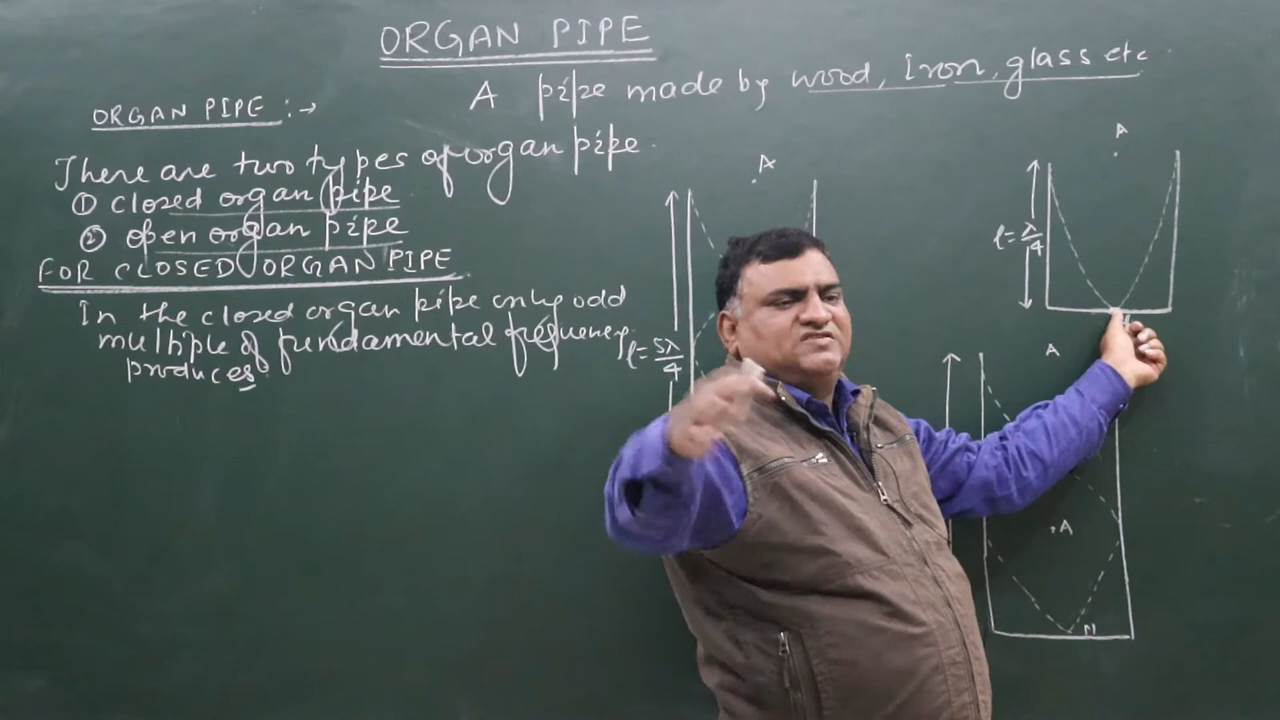 ORGAN PIPE
A pipe made by wood, Iron, glass etc
ORGAN PIPE :→
There are two types of organ pipe.
① closed organ pipe
② open organ pipe
FOR CLOSED ORGAN PIPE
In the closed organ pipe only odd
multiple of fundamental frequency
produces
A
l = 5λ/4
A
l = λ/4
A
A
N